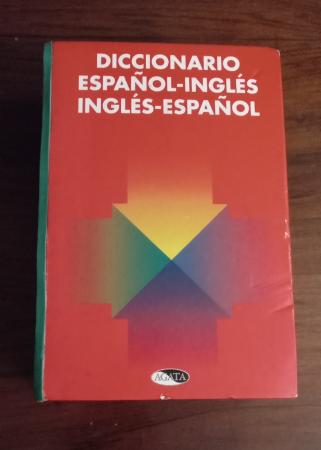 DICCIONARIO
ESPAÑOL-INGLÉS
INGLÉS-ESPAÑOL
AGATA